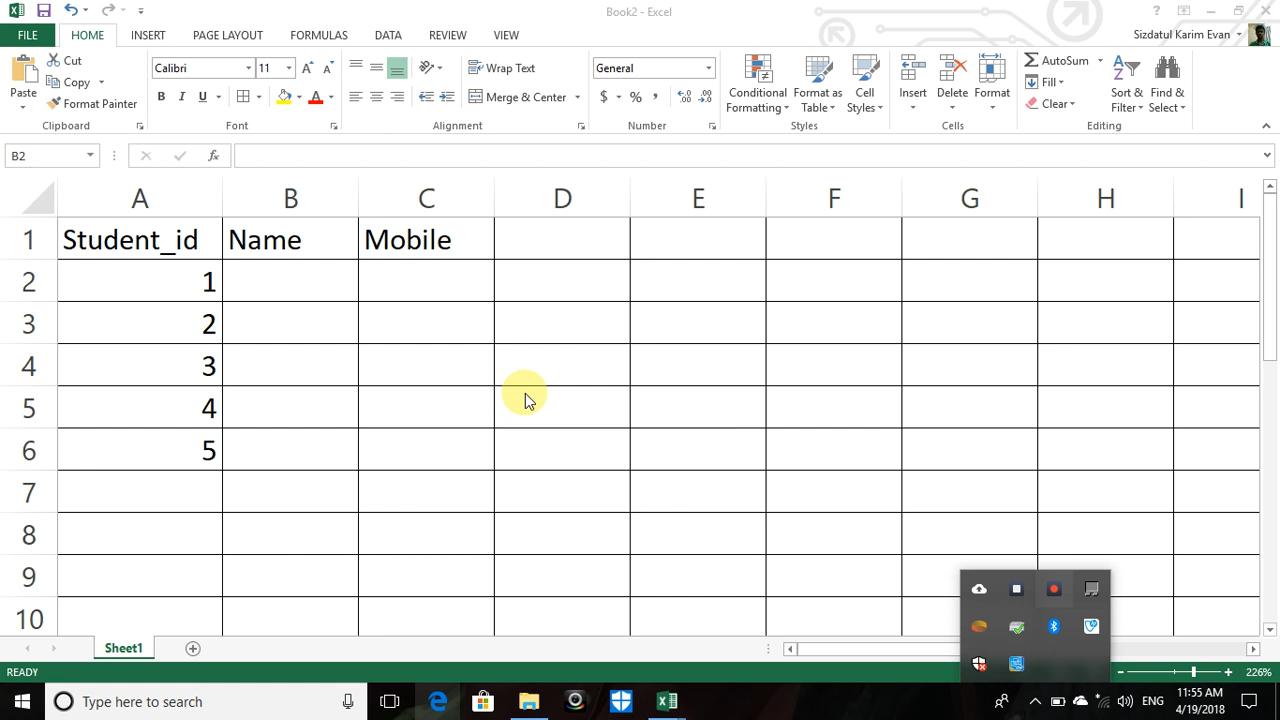 Book2 - Excel
FILE HOME INSERT PAGE LAYOUT FORMULAS DATA REVIEW VIEW Sizdatul Karim Evan
Paste Cut Copy Format Painter Clipboard
Calibri 11 B I U A A A Font
Wrap Text Merge & Center Alignment
General $ % , Number
Conditional Formatting Format as Table Cell Styles Styles
Insert Delete Format Cells
AutoSum Fill Clear Sort & Filter Find & Select Editing
B2 fx
A B C D E F G H I
1 Student_id Name Mobile
2 1
3 2
4 3
5 4
6 5
7
8
9
10
Sheet1
READY 226%
Type here to search ENG 11:55 AM
4/19/2018